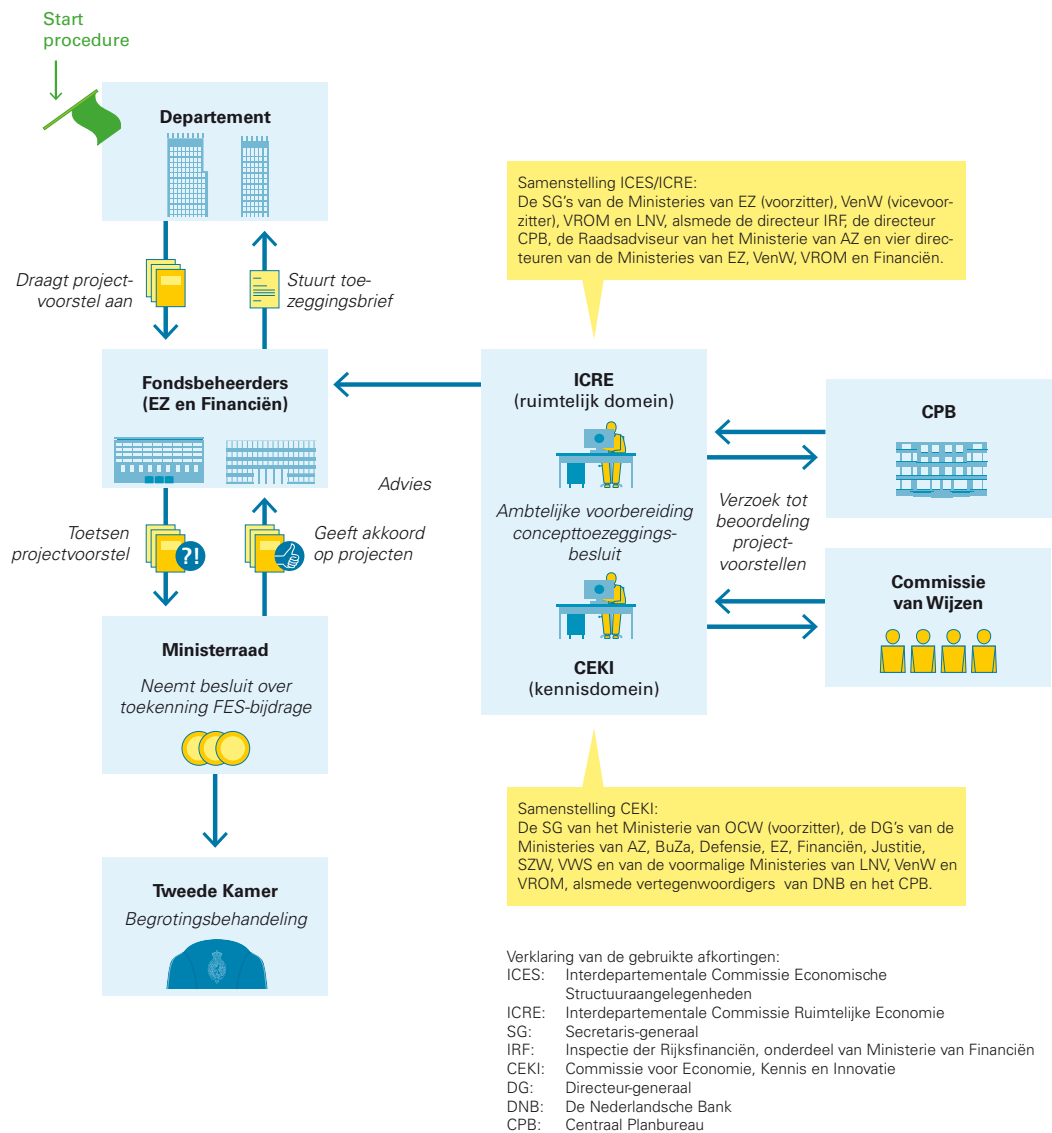 Start
procedure
Departement
Draagt project-
voorstel aan
Stuurt toe-
zeggingsbrief
Fondsbeheerders
(EZ en Financiën)
Advies
Toetsen
projectvoorstel
?!
Geeft akkoord
op projecten
Ministerraad
Neemt besluit over
toekenning FES-bijdrage
Tweede Kamer
Begrotingsbehandeling
Samenstelling ICES/ICRE:
De SG's van de Ministeries van EZ (voorzitter), VenW (vicevoor-
zitter), VROM en LNV, alsmede de directeur IRF, de directeur
CPB, de Raadsadviseur van het Ministerie van AZ en vier direc-
teuren van de Ministeries van EZ, VenW, VROM en Financiën.
ICRE
(ruimtelijk domein)
Ambtelijke voorbereiding
concepttoezeggings-
besluit
CEKI
(kennisdomein)
CPB
Verzoek tot
beoordeling
project-
voorstellen
Commissie
van Wijzen
Samenstelling CEKI:
De SG van het Ministerie van OCW (voorzitter), de DG's van de
Ministeries van AZ, BuZa, Defensie, EZ, Financiën, Justitie,
SZW, VWS en van de voormalige Ministeries van LNV, VenW en
VROM, alsmede vertegenwoordigers van DNB en het CPB.
Verklaring van de gebruikte afkortingen:
ICES: Interdepartementale Commissie Economische
Structuuraangelegenheden
ICRE: Interdepartementale Commissie Ruimtelijke Economie
SG: Secretaris-generaal
IRF: Inspectie der Rijksfinanciën, onderdeel van Ministerie van Financiën
CEKI: Commissie voor Economie, Kennis en Innovatie
DG: Directeur-generaal
DNB: De Nederlandsche Bank
CPB: Centraal Planbureau